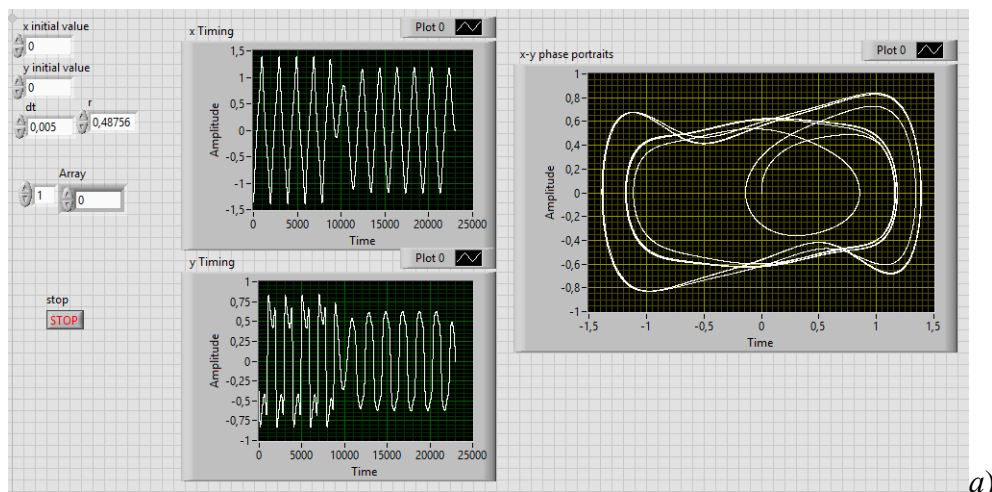 x initial value
0
y initial value
0
dt
r
0,005
0,48756
Array
1
0
stop
STOP
x Timing
Plot 0
1,5
1
0,5
0
-0,5
-1
-1,5
Amplitude
0 5000 10000 15000 20000 25000
Time
y Timing
Plot 0
1
0,75
0,5
0,25
0
-0,25
-0,5
-0,75
-1
Amplitude
0 5000 10000 15000 20000 25000
Time
x-y phase portraits
Plot 0
1
0,8
0,6
0,4
0,2
0
-0,2
-0,4
-0,6
-0,8
-1
Amplitude
-1,5 -1 -0,5 0 0,5 1 1,5
Time
a)